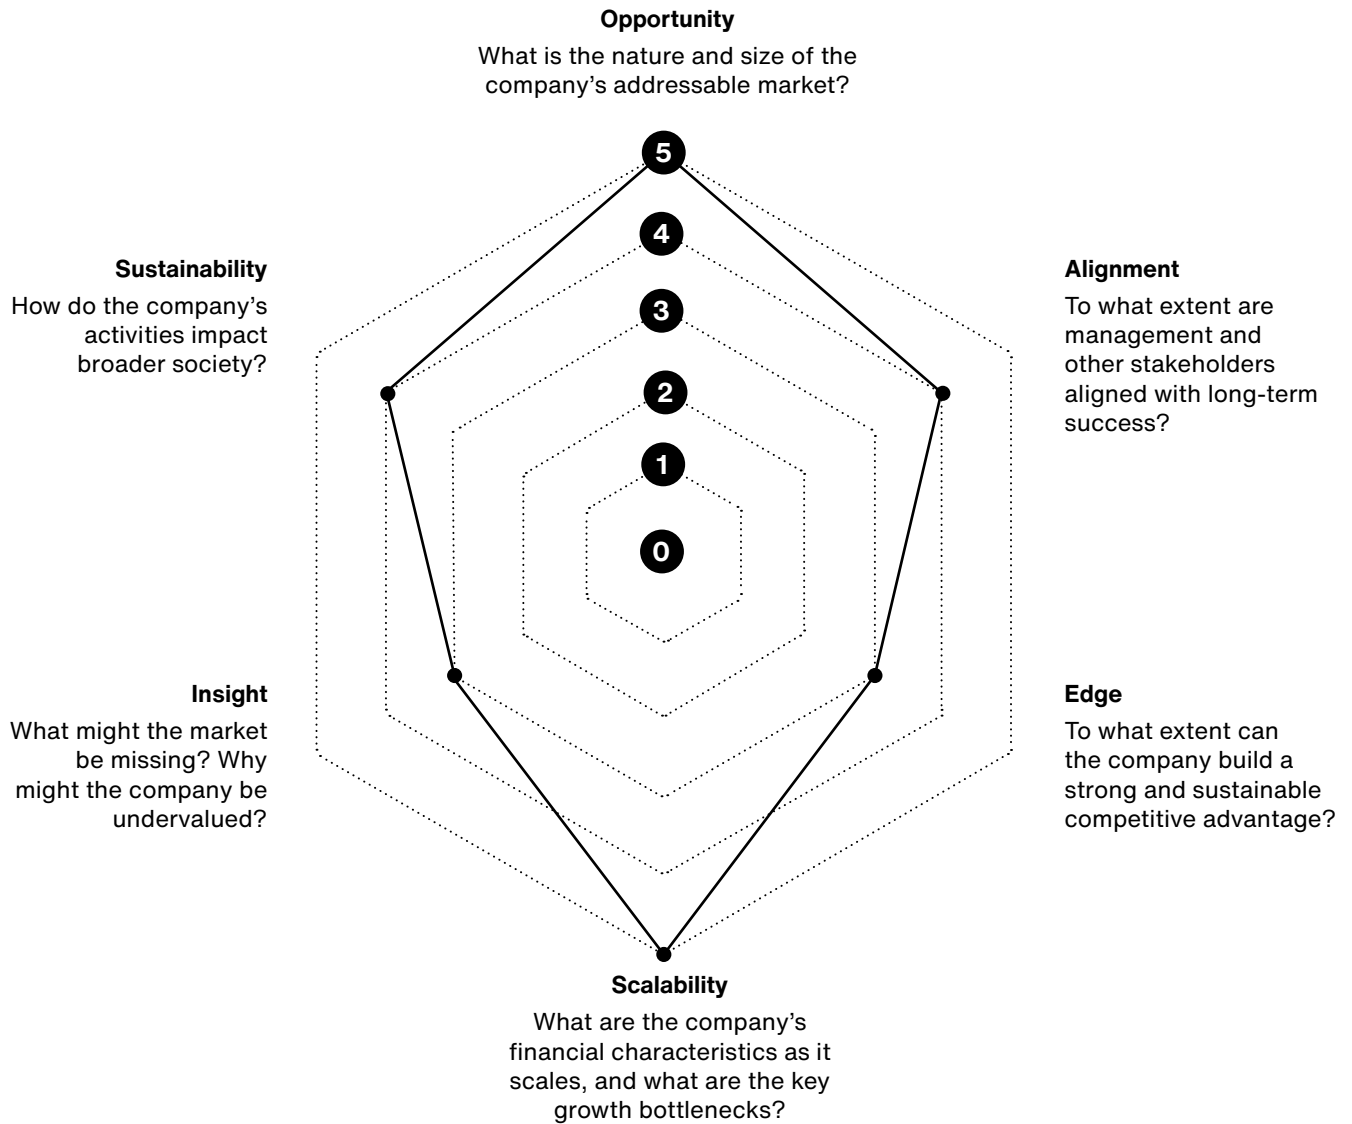 Opportunity
What is the nature and size of the
company’s addressable market?
5
4
3
2
1
0
Sustainability
How do the company’s
activities impact
broader society?
Alignment
To what extent are
management and
other stakeholders
aligned with long-term
success?
Insight
What might the market
be missing? Why
might the company be
undervalued?
Edge
To what extent can
the company build a
strong and sustainable
competitive advantage?
Scalability
What are the company’s
financial characteristics as it
scales, and what are the key
growth bottlenecks?